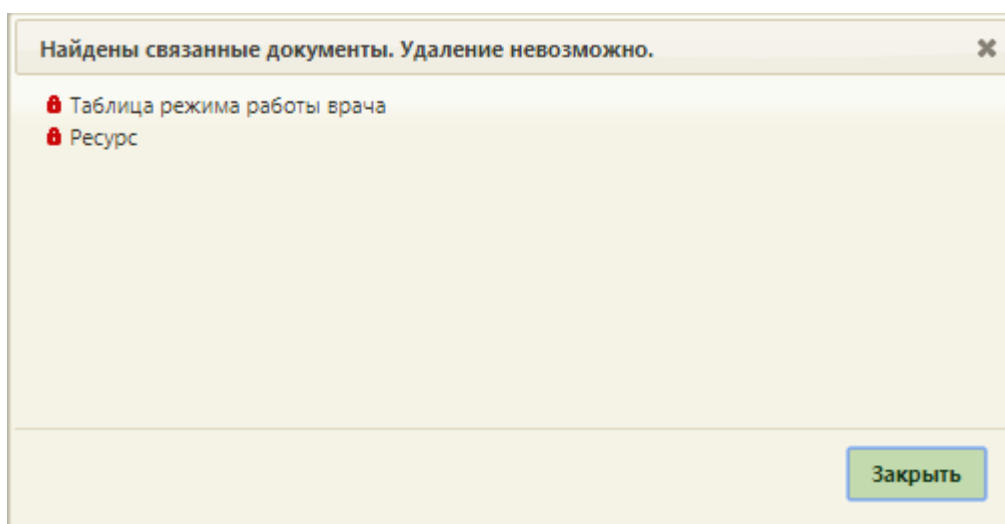 Найдены связанные документы. Удаление невозможно.
Таблица режима работы врача
Ресурс
Закрыть